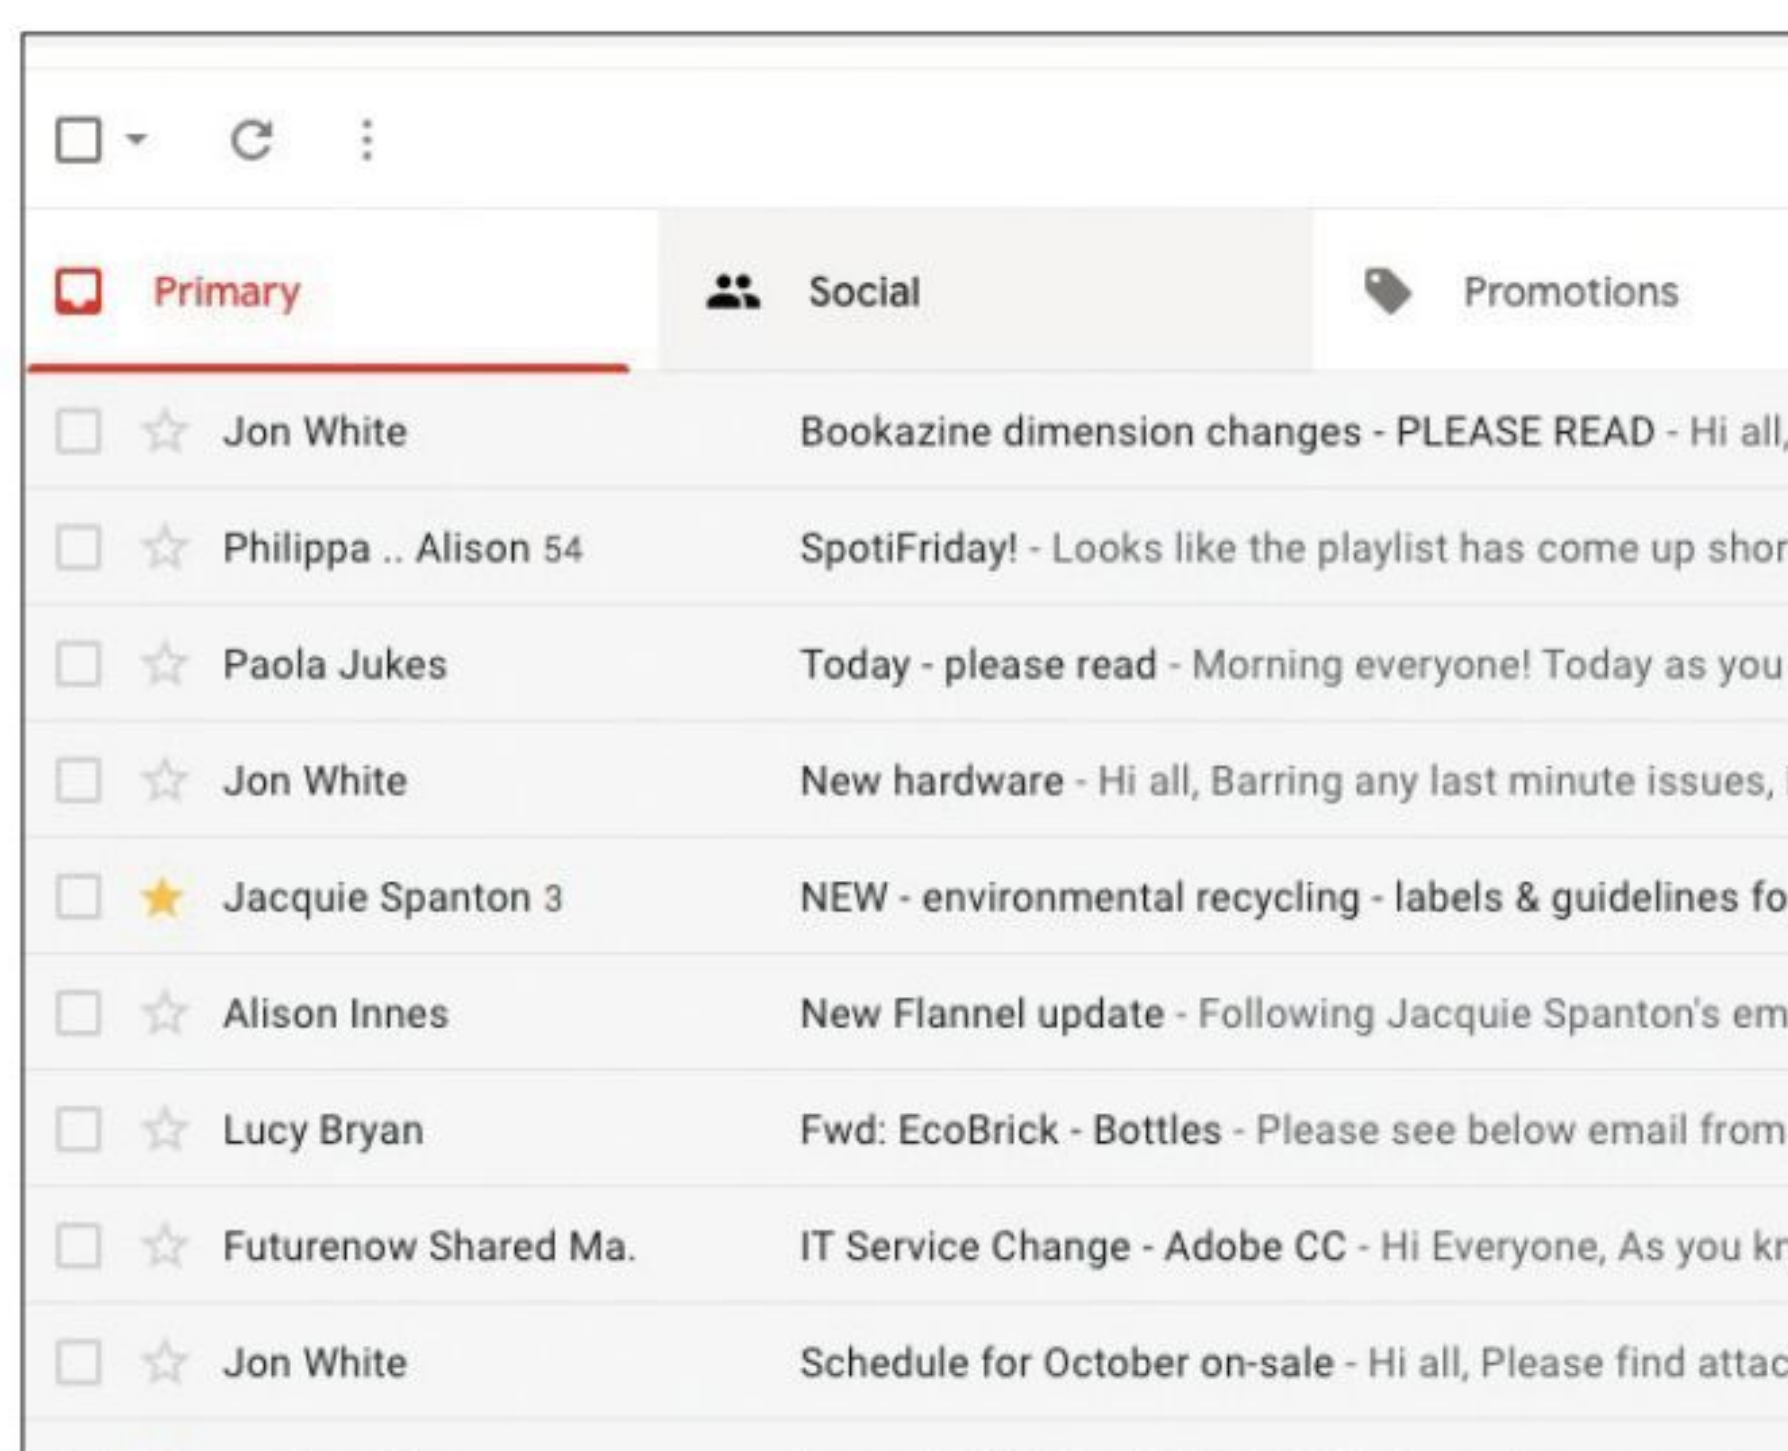 Primary Social Promotions
Jon White Bookazine dimension changes - PLEASE READ - Hi all,
Philippa .. Alison 54 SpotiFriday! - Looks like the playlist has come up shor
Paola Jukes Today - please read - Morning everyone! Today as you
Jon White New hardware - Hi all, Barring any last minute issues,
Jacquie Spanton 3 NEW - environmental recycling - labels & guidelines fo
Alison Innes New Flannel update - Following Jacquie Spanton's em
Lucy Bryan Fwd: EcoBrick - Bottles - Please see below email from
Futurenow Shared Ma. IT Service Change - Adobe CC - Hi Everyone, As you kn
Jon White Schedule for October on-sale - Hi all, Please find attac